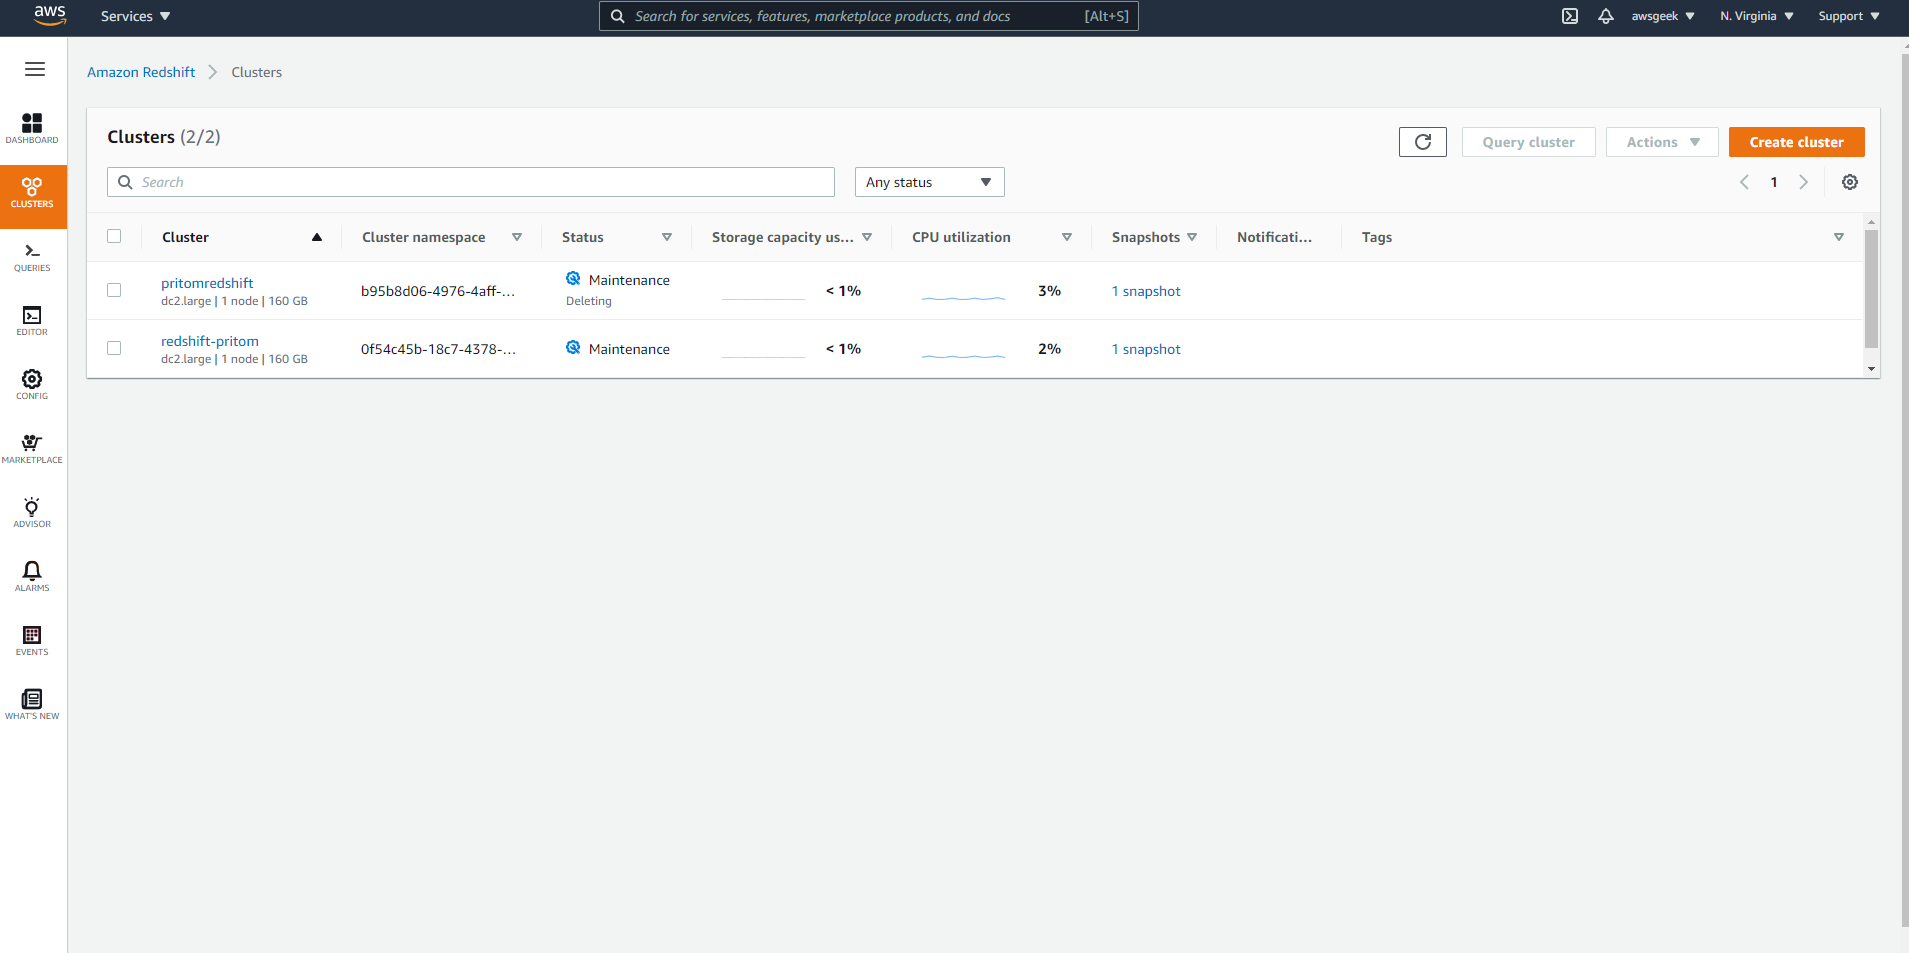 aws Services Search for services, features, marketplace products, and docs [Alt+S] awsgeek N. Virginia Support
Amazon Redshift Clusters
DASHBOARD
CLUSTERS
QUERIES
EDITOR
CONFIG
MARKETPLACE
ADVISOR
ALARMS
EVENTS
WHAT'S NEW
Clusters (2/2)
Query cluster Actions Create cluster
Search Any status 1
Cluster Cluster namespace Status Storage capacity us... CPU utilization Snapshots Notificati... Tags
pritomredshift b95b8d06-4976-4aff-... Maintenance < 1% 3% 1 snapshot
dc2.large | 1 node | 160 GB Deleting
redshift-pritom 0f54c45b-18c7-4378-... Maintenance < 1% 2% 1 snapshot
dc2.large | 1 node | 160 GB